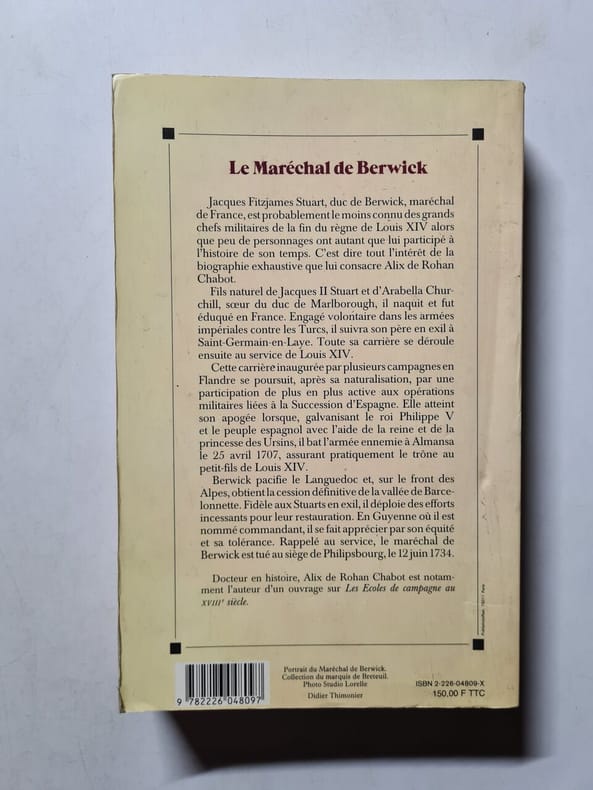 Le Maréchal de Berwick
Jacques Fitzjames Stuart, duc de Berwick, maréchal
de France, est probablement le moins connu des grands
chefs militaires de la fin du règne de Louis XIV alors
que peu de personnages ont autant que lui participé à
l'histoire de son temps. C'est dire tout l'intérêt de la
biographie exhaustive que lui consacre Alix de Rohan
Chabot.
Fils naturel de Jacques II Stuart et d'Arabella Chur-
chill, sœur du duc de Marlborough, il naquit et fut
éduqué en France. Engagé volontaire dans les armées
impériales contre les Turcs, il suivra son père en exil à
Saint-Germain-en-Laye. Toute sa carrière se déroule
ensuite au service de Louis XIV.
Cette carrière inaugurée par plusieurs campagnes en
Flandre se poursuit, après sa naturalisation, par une
participation de plus en plus active aux opérations
militaires liées à la Succession d'Espagne. Elle atteint
son apogée lorsque, galvanisant le roi Philippe V
et le peuple espagnol avec l'aide de la reine et de la
princesse des Ursins, il bat l'armée ennemie à Almansa
le 25 avril 1707, assurant pratiquement le trône au
petit-fils de Louis XIV.
Berwick pacifie le Languedoc et, sur le front des
Alpes, obtient la cession définitive de la vallée de Barce-
lonnette. Fidèle aux Stuarts en exil, il déploie des efforts
incessants pour leur restauration. En Guyenne où il est
nommé commandant, il se fait apprécier par son équité
et sa tolérance. Rappelé au service, le maréchal de
Berwick est tué au siège de Philipsbourg, le 12 juin 1734.
Docteur en histoire, Alix de Rohan Chabot est notam-
ment l'auteur d'un ouvrage sur Les Ecoles de campagne au
XVIIIe siècle.
Portrait du Maréchal de Berwick.
Collection du marquis de Breteuil.
Photo Studio Lorelle
Didier Thimonier
9 782226 048097
ISBN 2-226-04809-X
150,00 F TTC